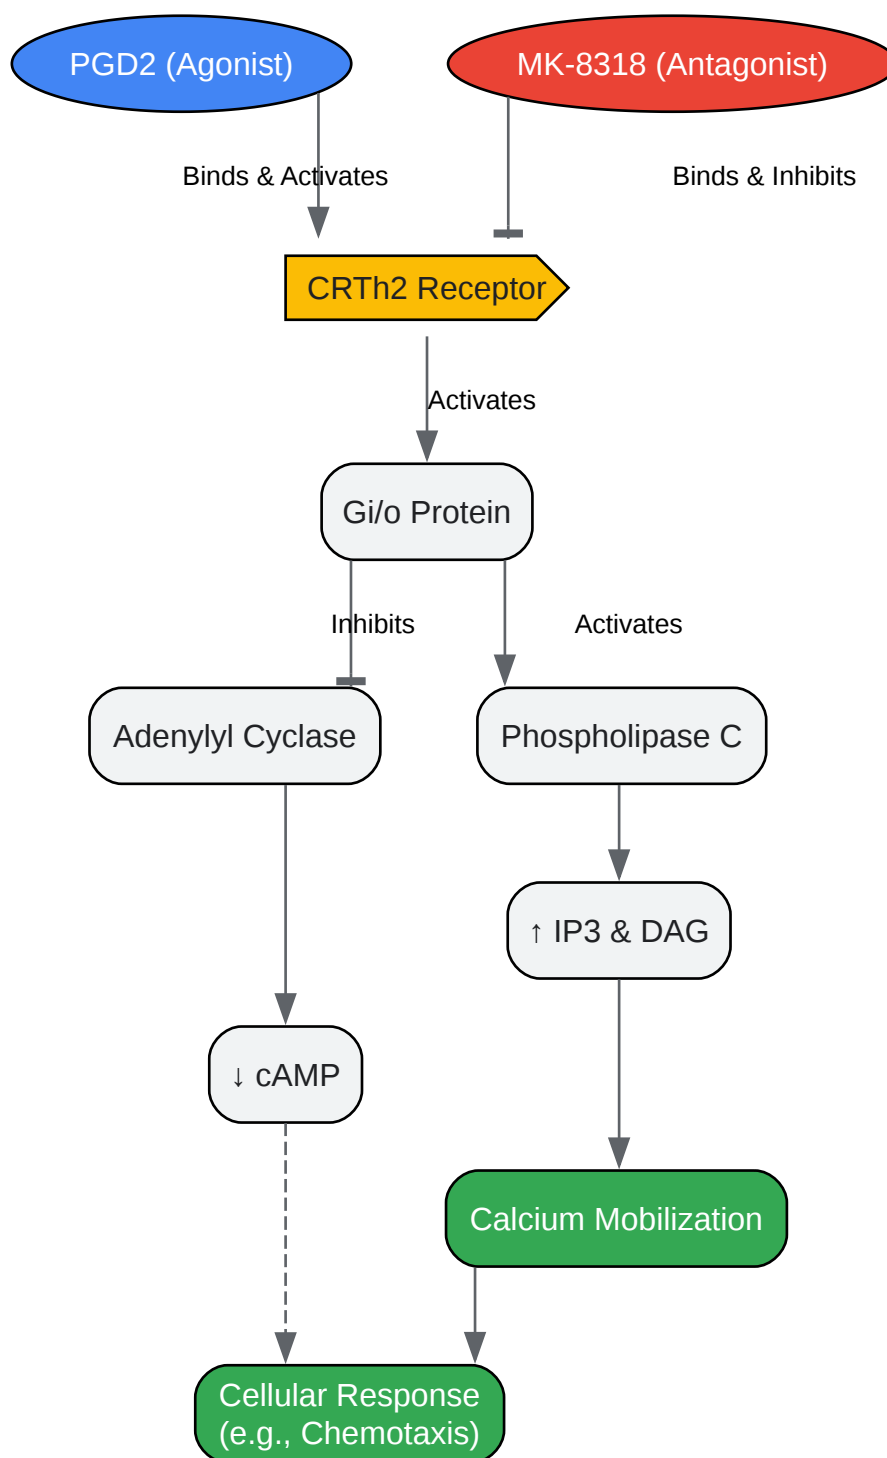 PGD2 (Agonist)
MK-8318 (Antagonist)
Binds & Activates
Binds & Inhibits
CRTh2 Receptor
Activates
Gi/o Protein
Inhibits
Activates
Adenylyl Cyclase
Phospholipase C
↑ IP3 & DAG
↓ cAMP
Calcium Mobilization
Cellular Response
(e.g., Chemotaxis)